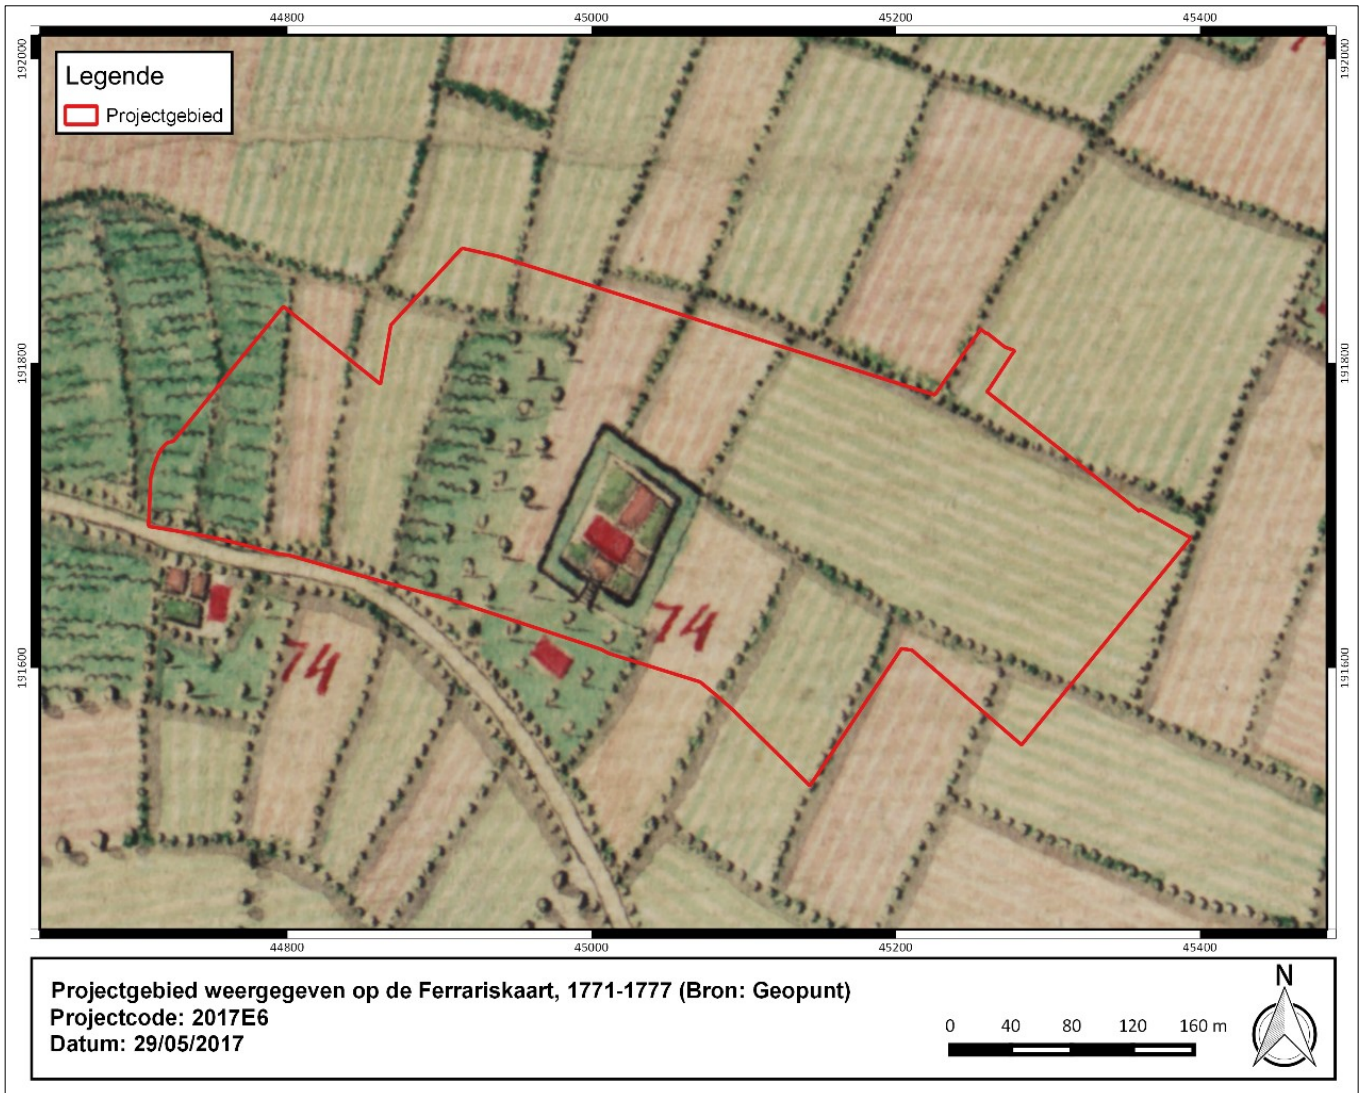 44800 45000 45200 45400
192000 192000
Legende
Projectgebied
191800 191800
74
74
191600 191600
44800 45000 45200 45400
Projectgebied weergegeven op de Ferrariskaart, 1771-1777 (Bron: Geopunt)
Projectcode: 2017E6
Datum: 29/05/2017
0 40 80 120 160 m
N